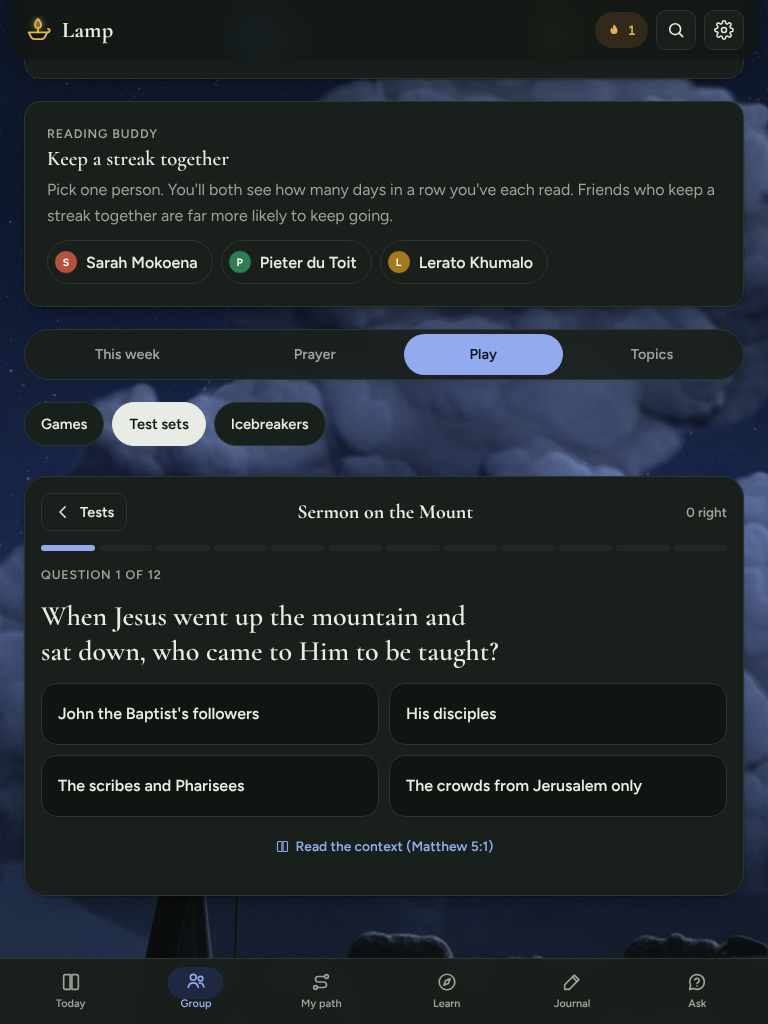 Lamp
1
READING BUDDY
Keep a streak together
Pick one person. You'll both see how many days in a row you've each read. Friends who keep a
streak together are far more likely to keep going.
S Sarah Mokoena
P Pieter du Toit
L Lerato Khumalo
This week
Prayer
Play
Topics
Games
Test sets
Icebreakers
Tests
Sermon on the Mount
0 right
QUESTION 1 OF 12
When Jesus went up the mountain and
sat down, who came to Him to be taught?
John the Baptist's followers
His disciples
The scribes and Pharisees
The crowds from Jerusalem only
Read the context (Matthew 5:1)
Today
Group
My path
Learn
Journal
Ask